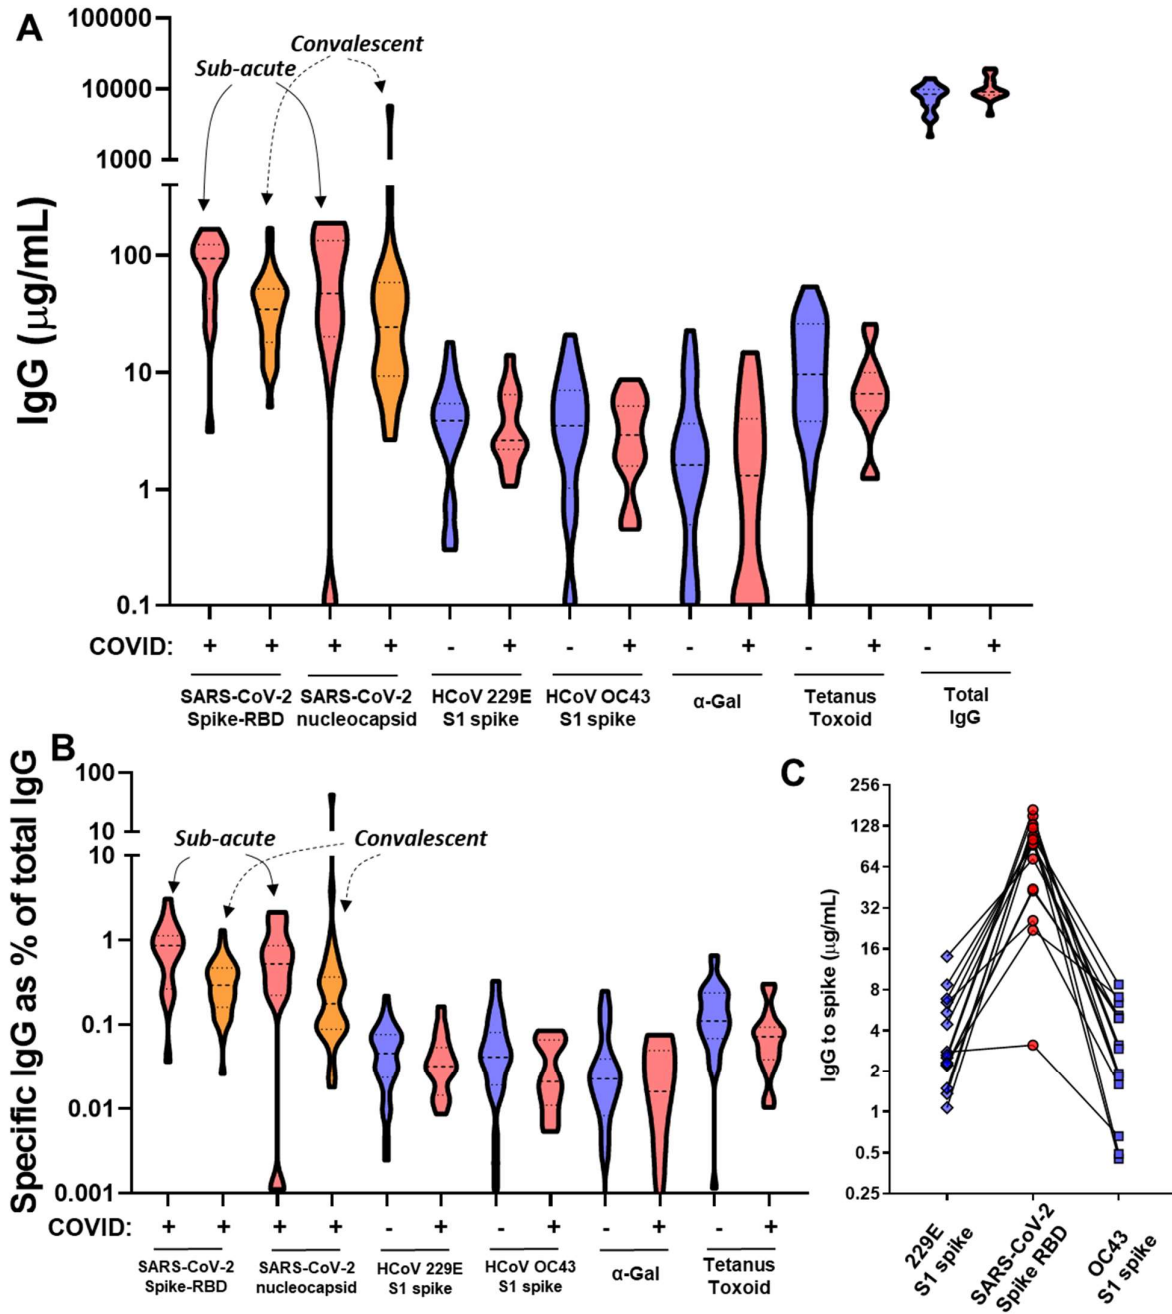 A
100000
10000
1000
100
10
1
0.1
IgG (μg/mL)
Sub-acute
Convalescent
COVID: + + + + - + - + - + - + - +
SARS-CoV-2
Spike-RBD
SARS-CoV-2
nucleocapsid
HCoV 229E
S1 spike
HCoV OC43
S1 spike
α-Gal
Tetanus
Toxoid
Total
IgG
B
Specific IgG as % of total IgG
100
10
10
1
0.1
0.01
0.001
Sub-acute
Convalescent
COVID: + + + + - + - + - + - +
SARS-CoV-2
Spike-RBD
SARS-CoV-2
nucleocapsid
HCoV 229E
S1 spike
HCoV OC43
S1 spike
α-Gal
Tetanus
Toxoid
C
IgG to spike (μg/mL)
256
128
64
32
16
8
4
2
1
0.5
0.25
229E
S1 spike
SARS-CoV-2
Spike RBD
OC43
S1 spike